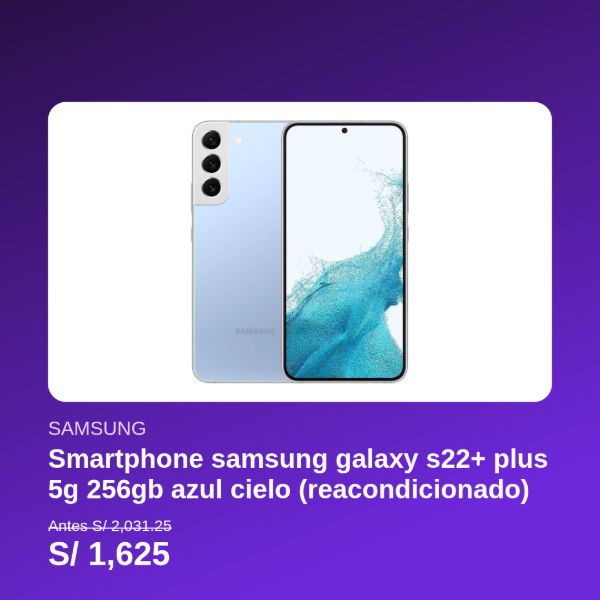 SAMSUNG
SAMSUNG
Smartphone samsung galaxy s22+ plus
5g 256gb azul cielo (reacondicionado)
Antes S/ 2,031.25
S/ 1,625